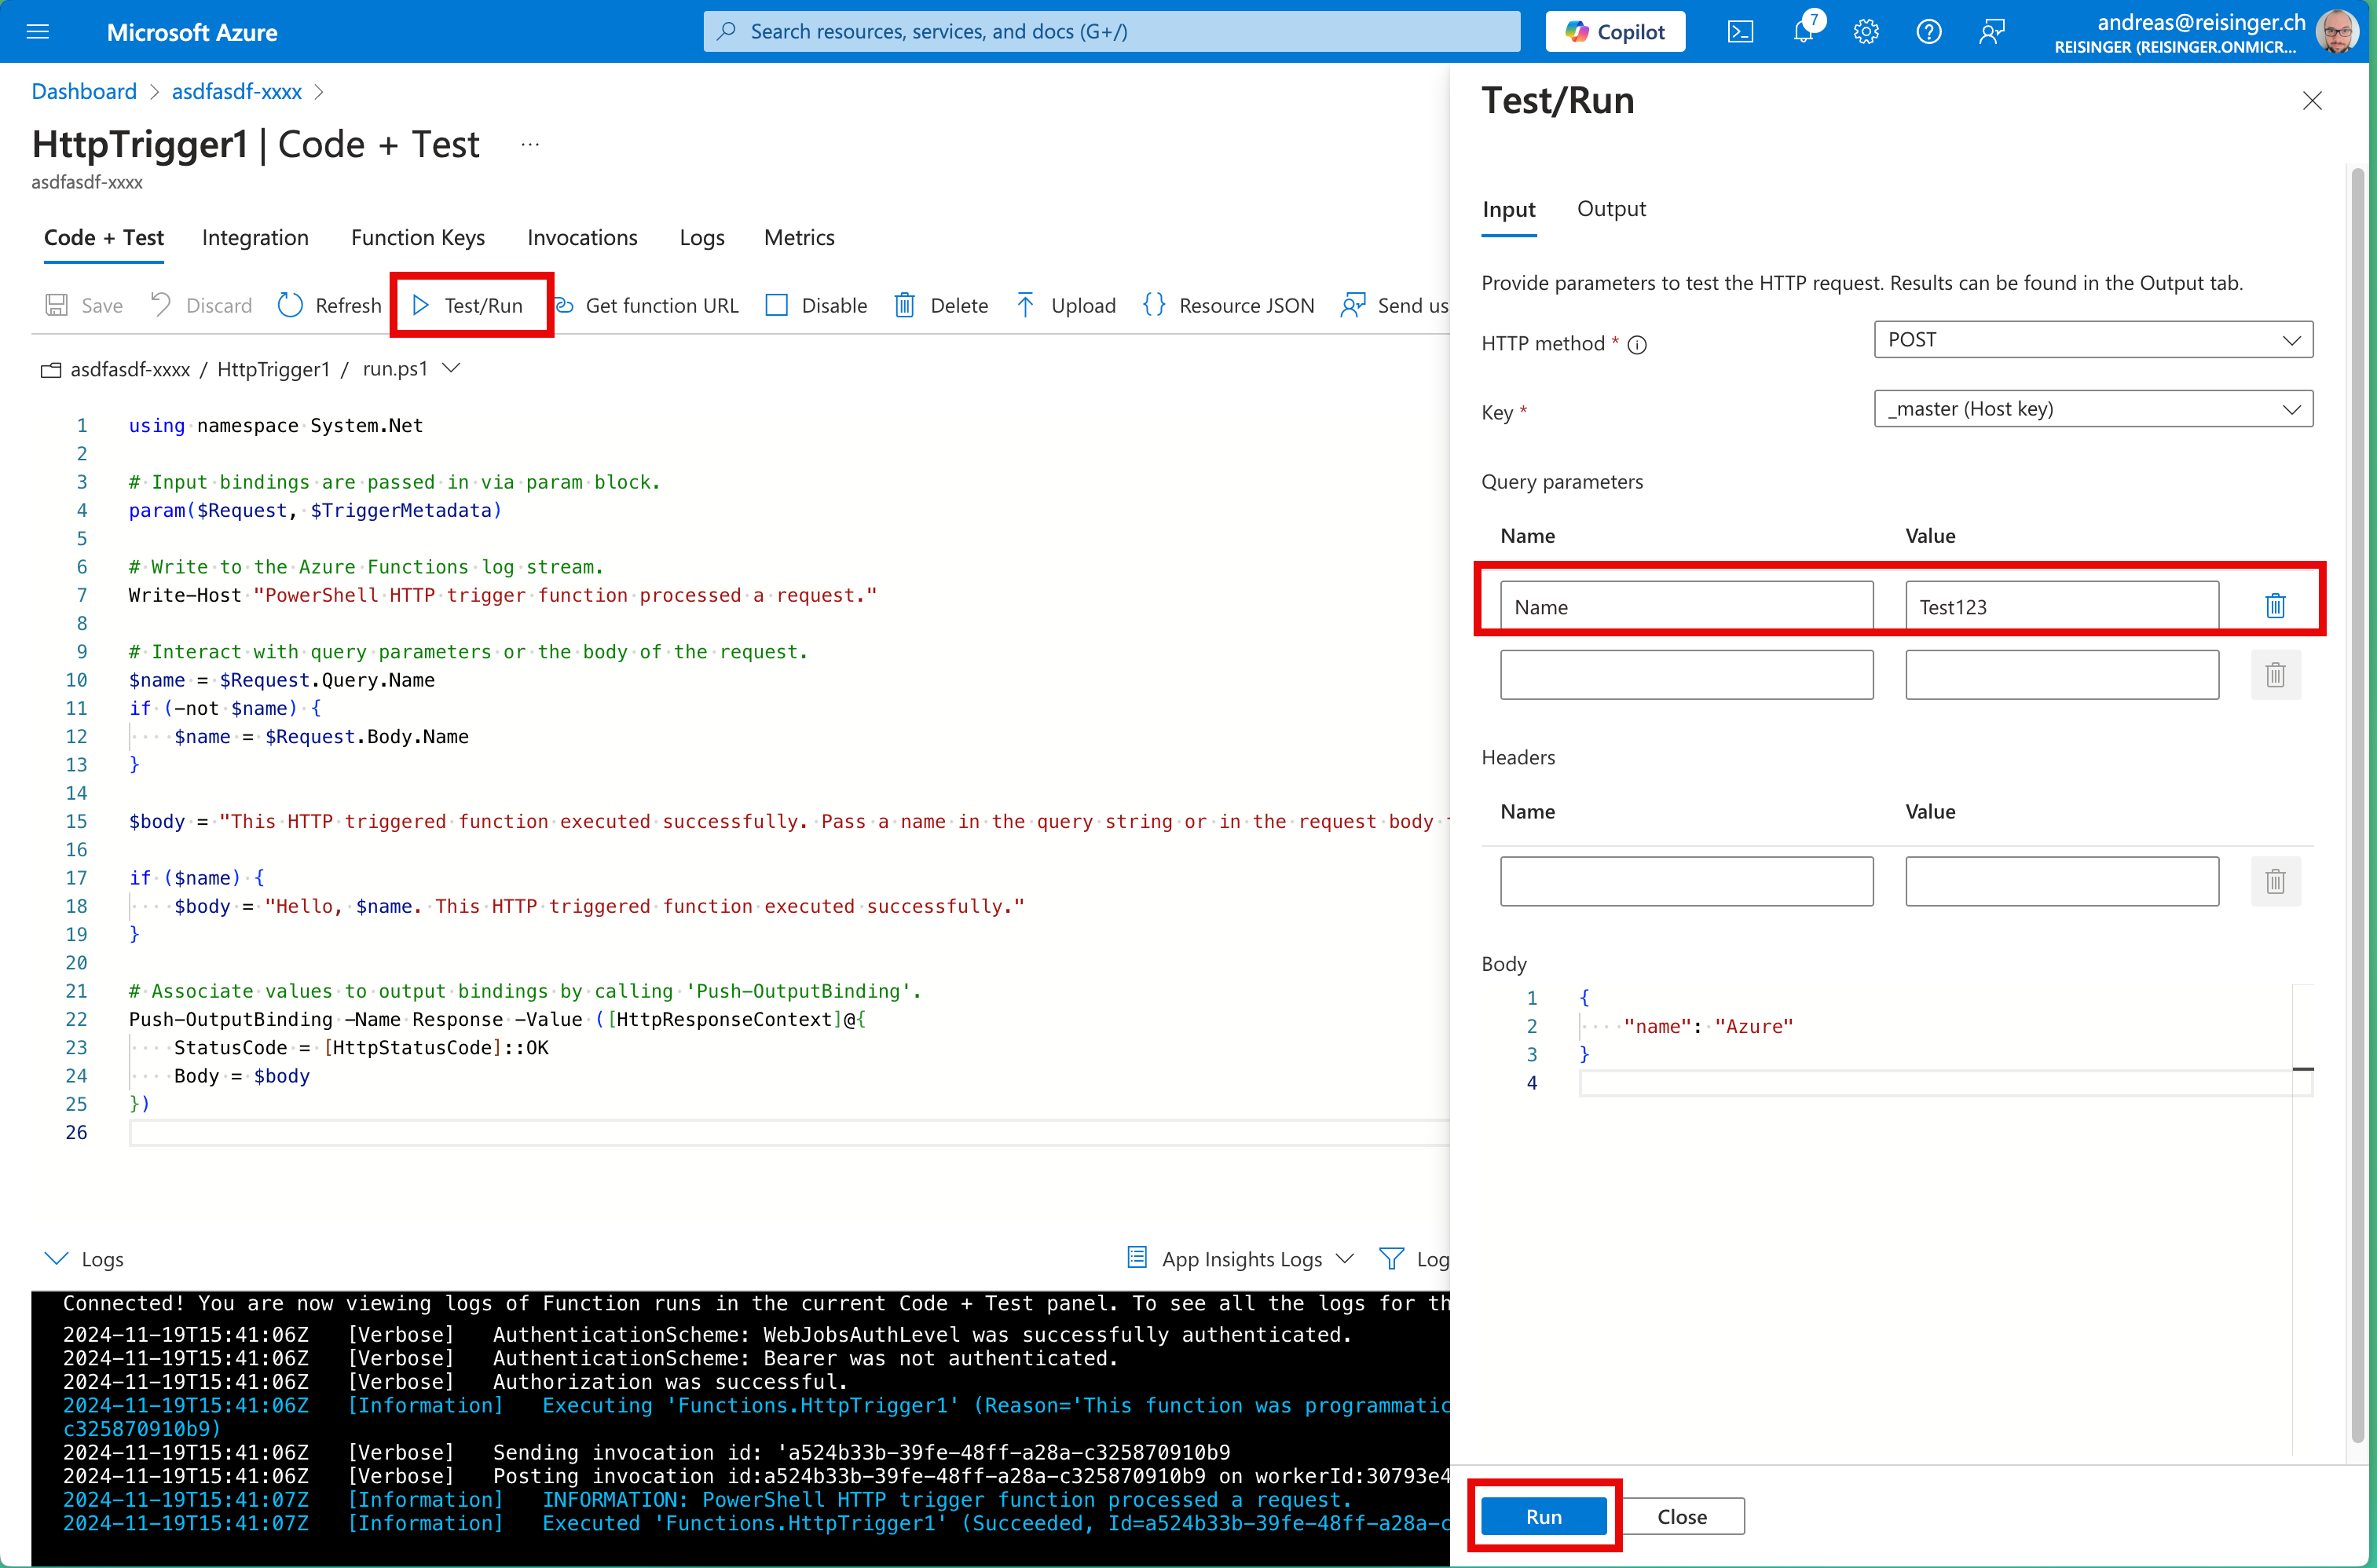 Microsoft Azure
Search resources, services, and docs (G+/)
Copilot
7
andreas@reisinger.ch
REISINGER (REISINGER.ONMICR...
Dashboard > asdfasdf-xxxx >
HttpTrigger1 | Code + Test ...
asdfasdf-xxxx
Code + Test Integration Function Keys Invocations Logs Metrics
Save Discard Refresh Test/Run Get function URL Disable Delete Upload Resource JSON Send us
asdfasdf-xxxx / HttpTrigger1 / run.ps1
1 using namespace System.Net
2
3 # Input bindings are passed in via param block.
4 param($Request, $TriggerMetadata)
5
6 # Write to the Azure Functions log stream.
7 Write-Host "PowerShell HTTP trigger function processed a request."
8
9 # Interact with query parameters or the body of the request.
10 $name = $Request.Query.Name
11 if (-not $name) {
12     $name = $Request.Body.Name
13 }
14
15 $body = "This HTTP triggered function executed successfully. Pass a name in the query string or in the request body
16
17 if ($name) {
18     $body = "Hello, $name. This HTTP triggered function executed successfully."
19 }
20
21 # Associate values to output bindings by calling 'Push-OutputBinding'.
22 Push-OutputBinding -Name Response -Value ([HttpResponseContext]@{
23     StatusCode = [HttpStatusCode]::OK
24     Body = $body
25 })
26
Logs
App Insights Logs
Log
Connected! You are now viewing logs of Function runs in the current Code + Test panel. To see all the logs for th
2024-11-19T15:41:06Z [Verbose] AuthenticationScheme: WebJobsAuthLevel was successfully authenticated.
2024-11-19T15:41:06Z [Verbose] AuthenticationScheme: Bearer was not authenticated.
2024-11-19T15:41:06Z [Verbose] Authorization was successful.
2024-11-19T15:41:06Z [Information] Executing 'Functions.HttpTrigger1' (Reason='This function was programmatic
c325870910b9)
2024-11-19T15:41:06Z [Verbose] Sending invocation id: 'a524b33b-39fe-48ff-a28a-c325870910b9
2024-11-19T15:41:06Z [Verbose] Posting invocation id:a524b33b-39fe-48ff-a28a-c325870910b9 on workerId:30793e4
2024-11-19T15:41:07Z [Information] INFORMATION: PowerShell HTTP trigger function processed a request.
2024-11-19T15:41:07Z [Information] Executed 'Functions.HttpTrigger1' (Succeeded, Id=a524b33b-39fe-48ff-a28a-c
Test/Run
Input Output
Provide parameters to test the HTTP request. Results can be found in the Output tab.
HTTP method * POST
Key * _master (Host key)
Query parameters
Name Value
Name Test123
Headers
Name Value
Body
1 {
2     "name": "Azure"
3 }
4
Run Close